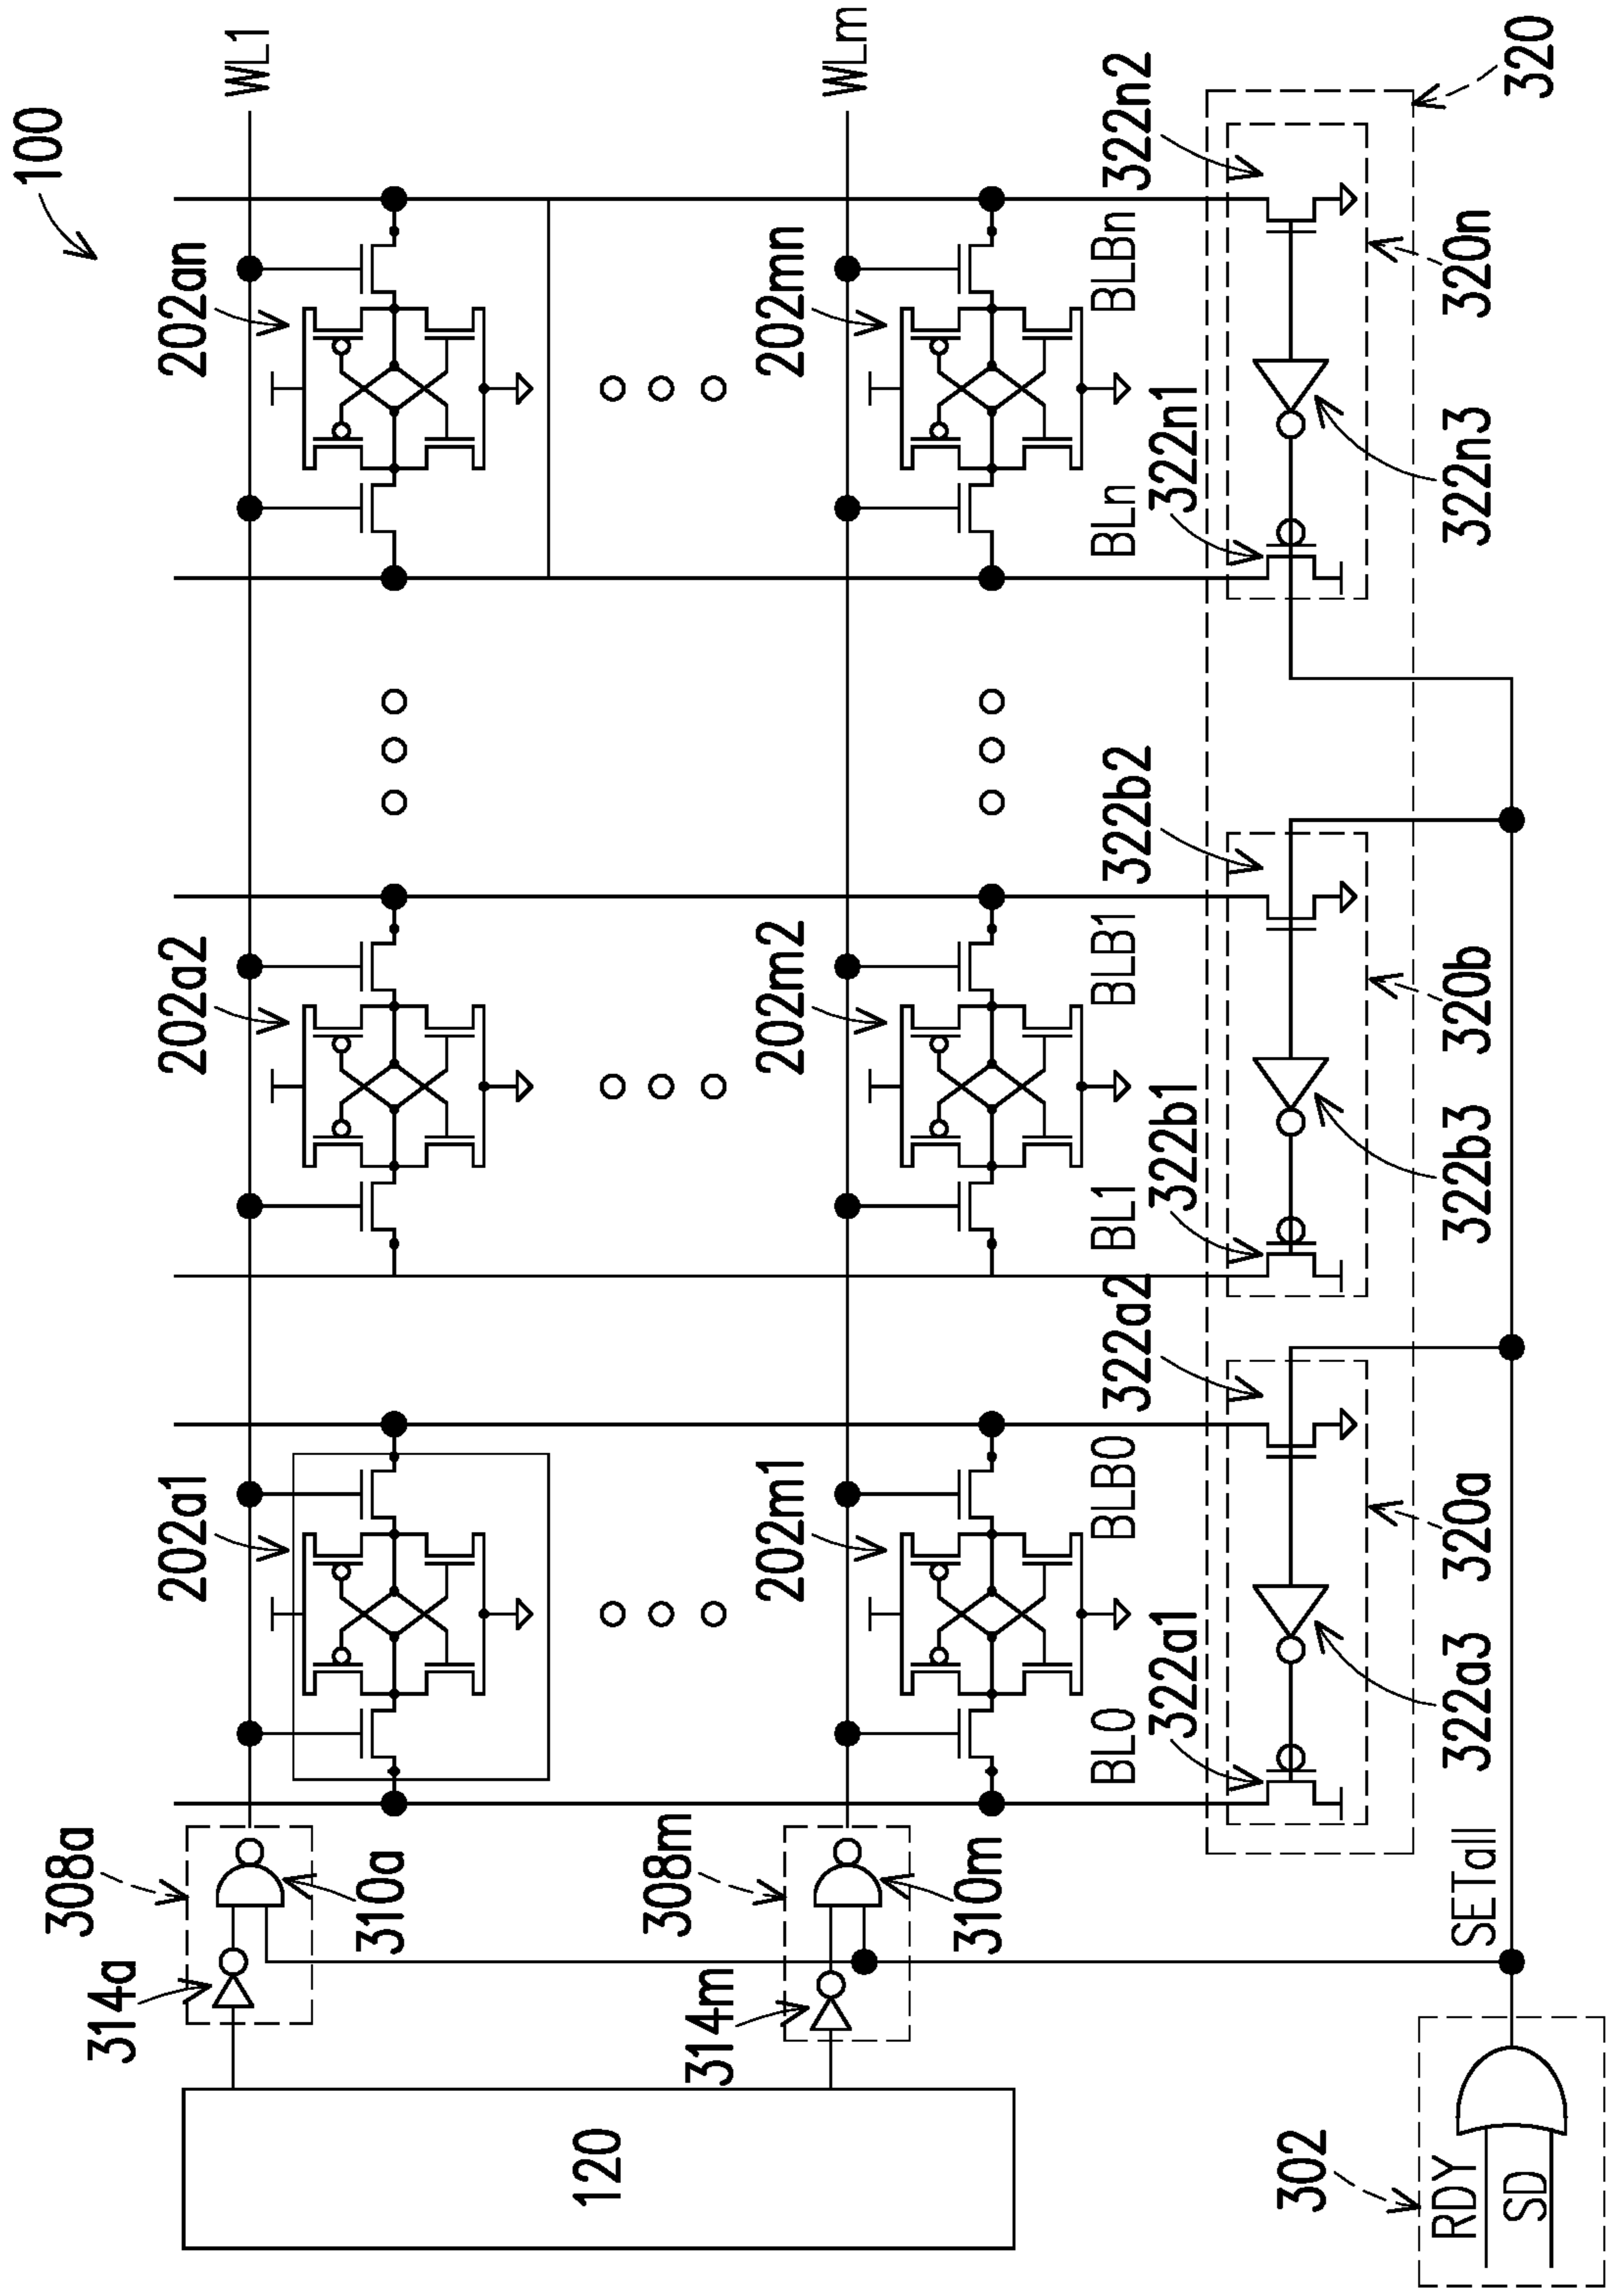 100
WL1
202a1
202a2
202an
308a
314a
310a
WLm
202m1
202m2
202mn
308m
314m
310m
120
BL0
BLB0
BL1
BLB1
BLn
BLBn
322a1
322a2
322b1
322b2
322n1
322n2
322a3
320a
322b3
320b
322n3
320n
320
SETall
302
RDY
SD